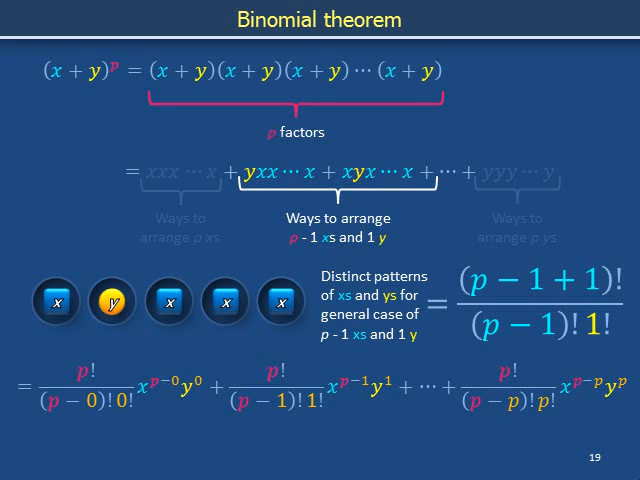 Binomial theorem
(x + y)^p = (x + y)(x + y)(x + y) ⋯ (x + y)
p factors
= xxx ⋯ x + yxx ⋯ x + xyx ⋯ x + ⋯ + yyy ⋯ y
Ways to arrange p xs
Ways to arrange p - 1 xs and 1 y
Ways to arrange p ys
x y x x x
Distinct patterns
of xs and ys for
general case of
p - 1 xs and 1 y
= (p − 1 + 1)! / (p − 1)! 1!
= p! / (p − 0)! 0! x^{p−0} y^0 + p! / (p − 1)! 1! x^{p−1} y^1 + ⋯ + p! / (p − p)! p! x^{p−p} y^p
19